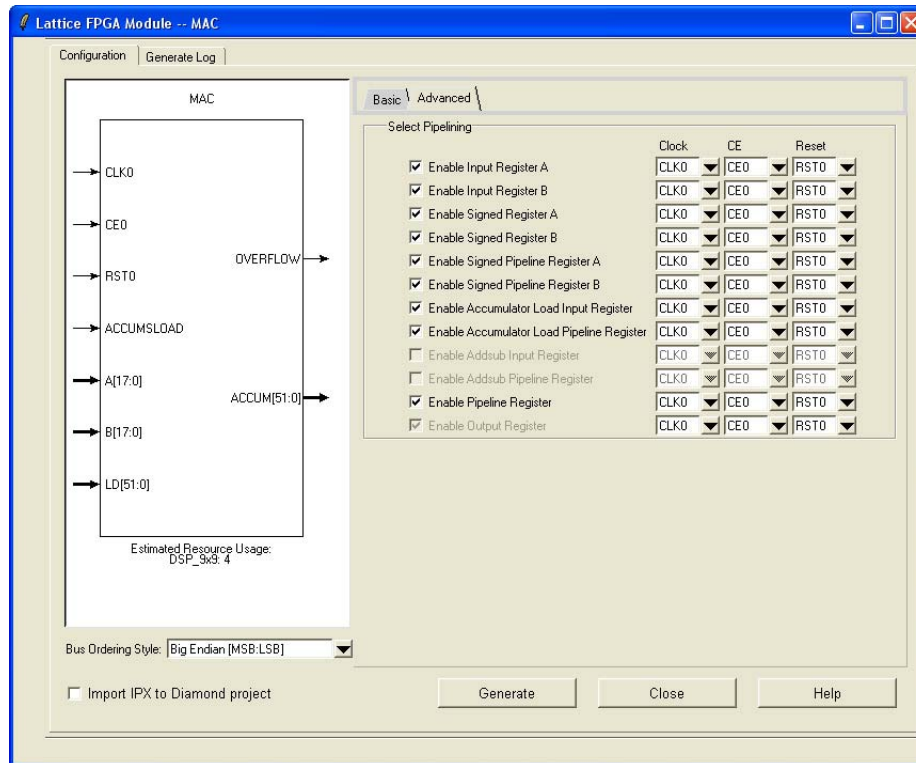 Lattice FPGA Module -- MAC
Configuration Generate Log
MAC
CLK0
CE0
RST0
ACCUMSLOAD
A[17:0]
B[17:0]
LD[51:0]
OVERFLOW
ACCUM[51:0]
Estimated Resource Usage:
DSP_9x9: 4
Bus Ordering Style: Big Endian [MSB:LSB]
Basic Advanced
Select Pipelining
Clock CE Reset
Enable Input Register A CLK0 CE0 RST0
Enable Input Register B CLK0 CE0 RST0
Enable Signed Register A CLK0 CE0 RST0
Enable Signed Register B CLK0 CE0 RST0
Enable Signed Pipeline Register A CLK0 CE0 RST0
Enable Signed Pipeline Register B CLK0 CE0 RST0
Enable Accumulator Load Input Register CLK0 CE0 RST0
Enable Accumulator Load Pipeline Register CLK0 CE0 RST0
Enable Addsub Input Register CLK0 CE0 RST0
Enable Addsub Pipeline Register CLK0 CE0 RST0
Enable Pipeline Register CLK0 CE0 RST0
Enable Output Register CLK0 CE0 RST0
Import IPX to Diamond project
Generate Close Help